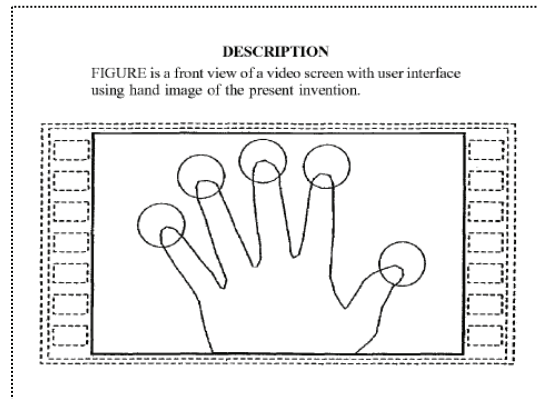 DESCRIPTION
FIGURE is a front view of a video screen with user interface
using hand image of the present invention.